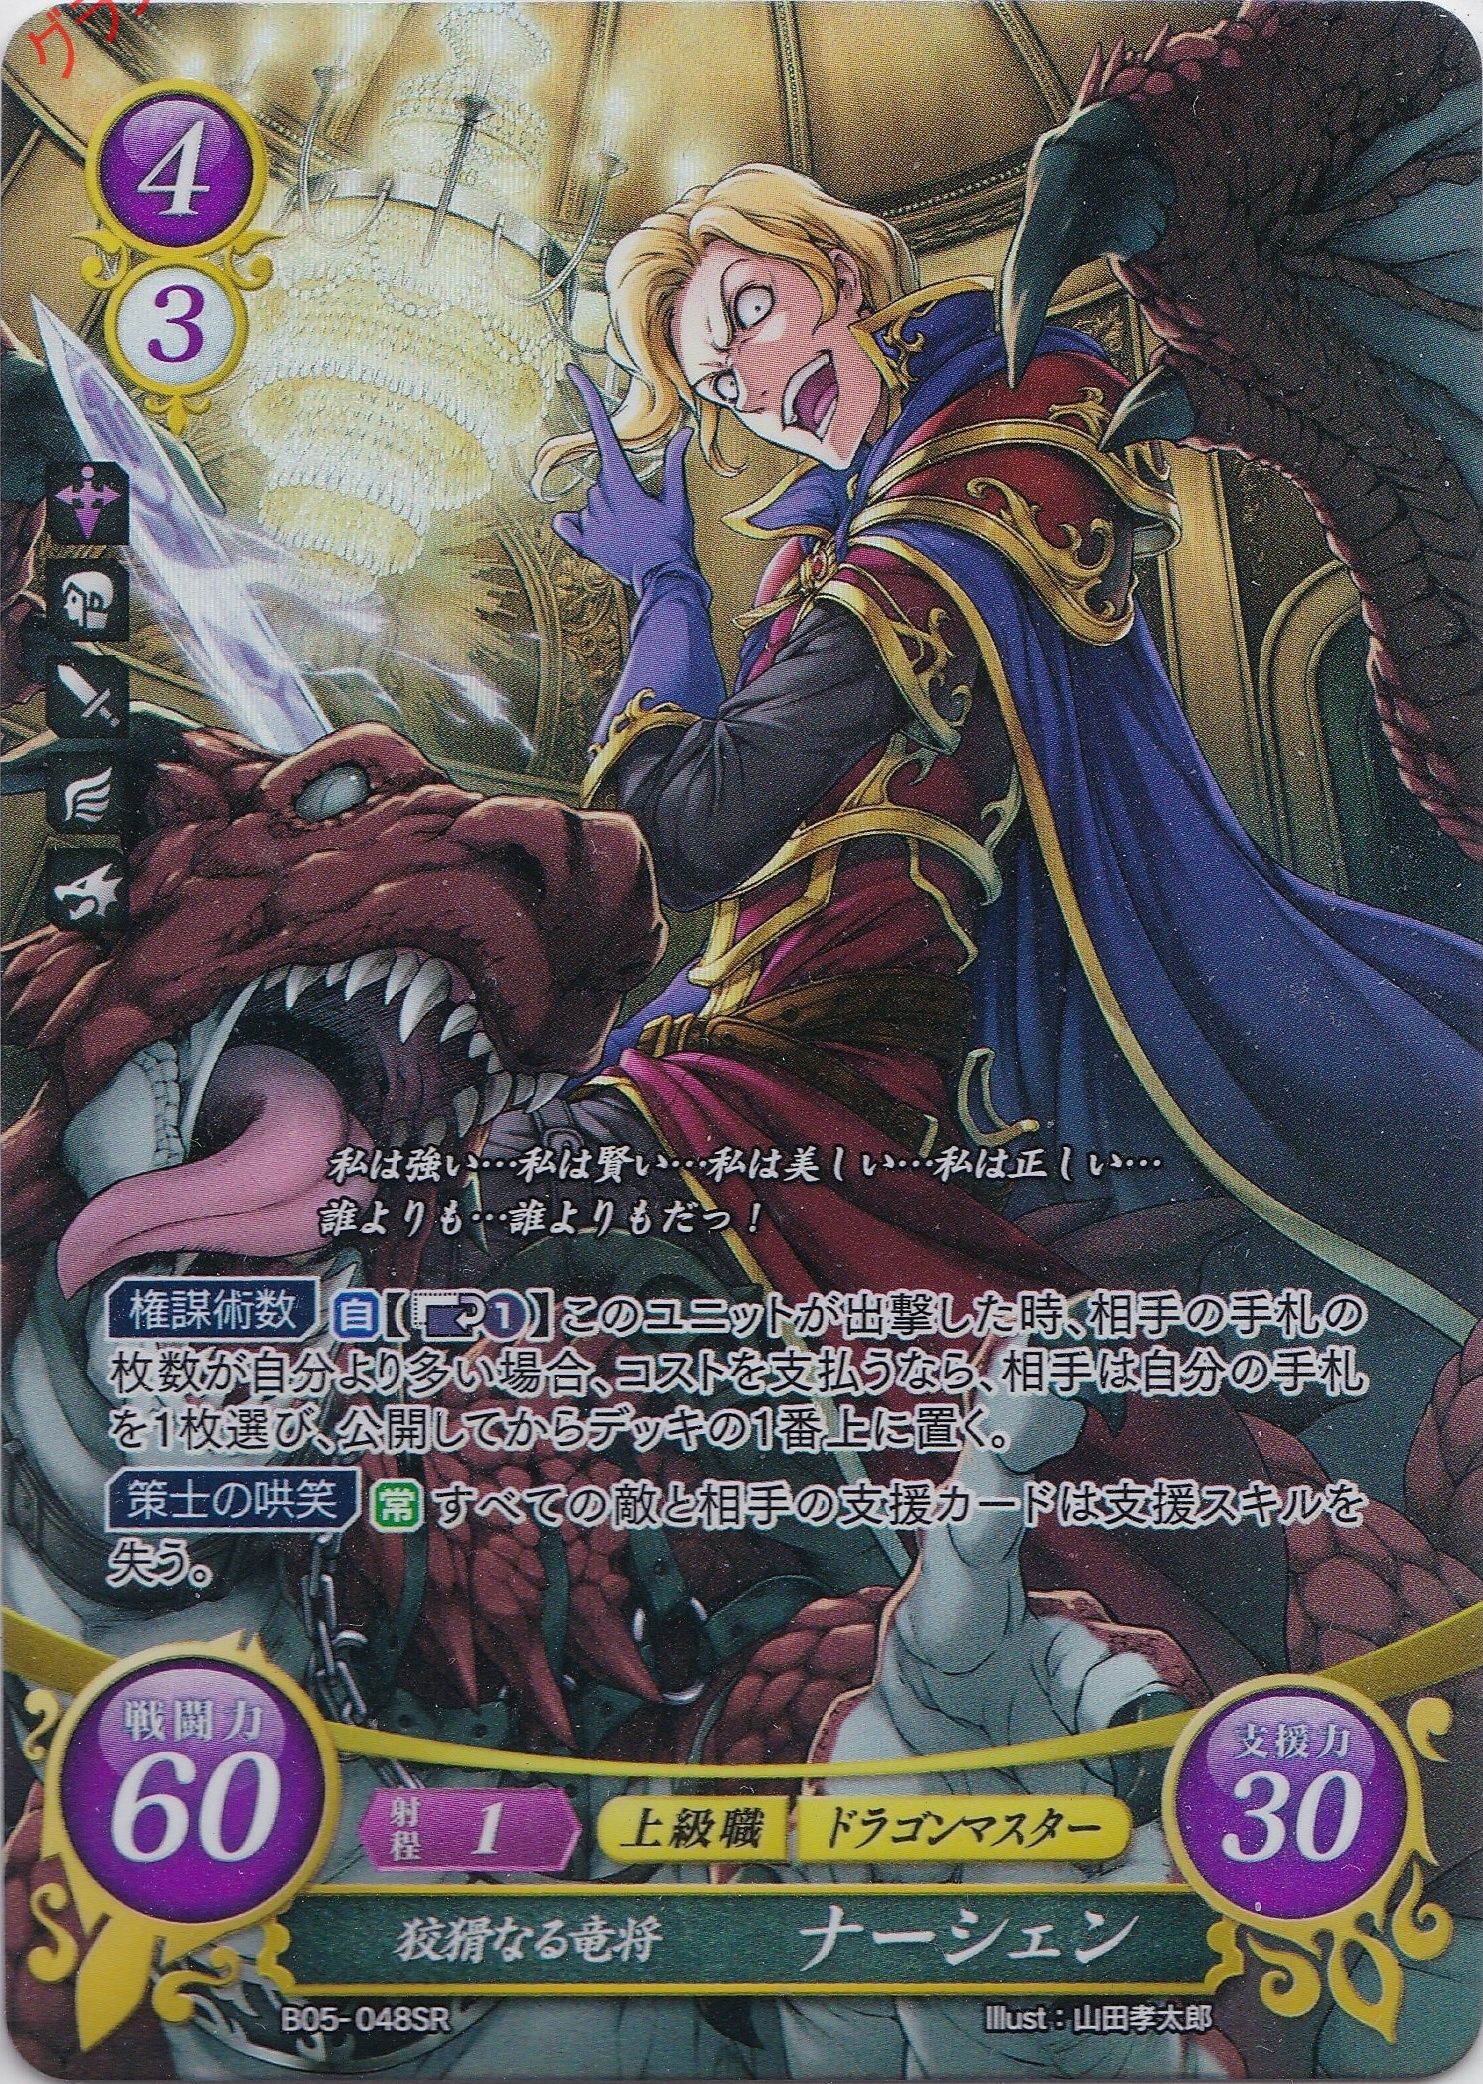 グラ
4
3
私は強い…私は賢い…私は美しい…私は正しい…
誰よりも…誰よりもだっ！
権謀術数 自【1】このユニットが出撃した時、相手の手札の
枚数が自分より多い場合、コストを支払うなら、相手は自分の手札
を1枚選び、公開してからデッキの1番上に置く。
策士の哄笑 常 すべての敵と相手の支援カードは支援スキルを
失う。
戦闘力
60
射程 1
上級職 ドラゴンマスター
支援力
30
狡猾なる竜将 ナーシェン
B05-048SR
Illust：山田孝太郎